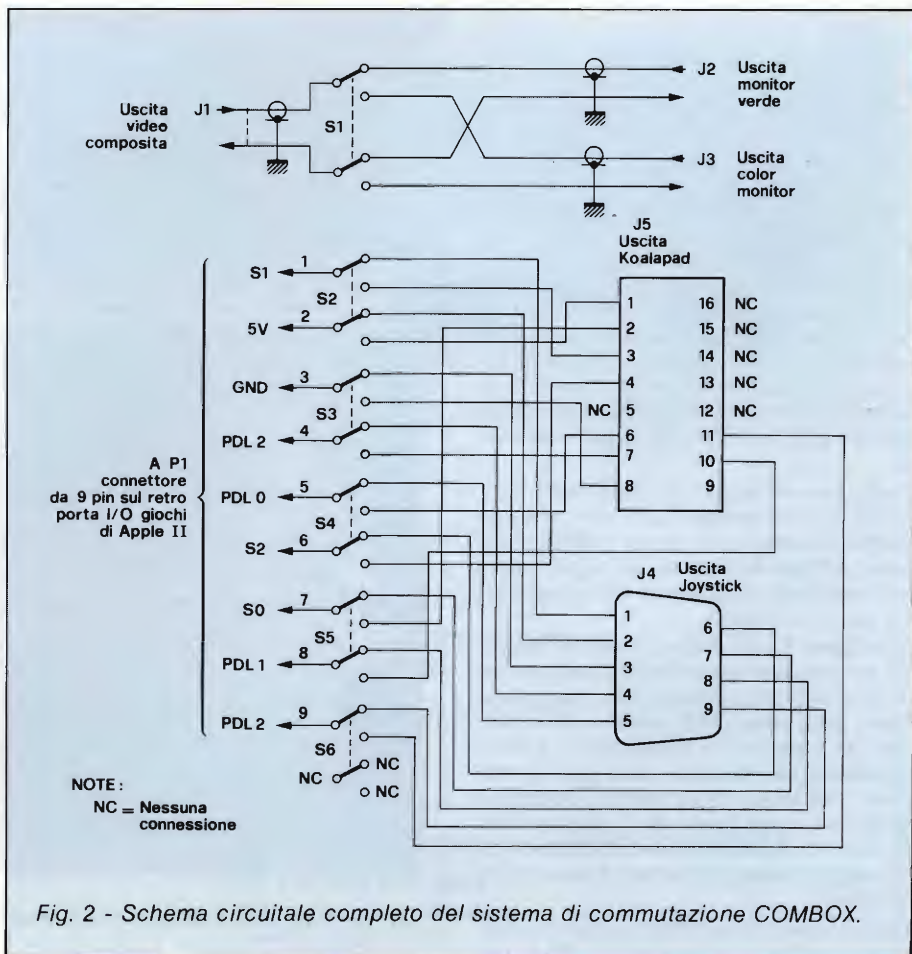 J1
Uscita
video
composita
S1
J2
Uscita
monitor
verde
J3
Uscita
color
monitor
A P1
connettore
da 9 pin sul retro
porta I/O giochi
di Apple II
S1
1
S2
5V
2
GND
3
S3
PDL 2
4
PDL 0
5
S4
S2
6
S0
7
S5
PDL 1
8
PDL 2
9
S6
NC
NC
NC
J5
Uscita
Koalapad
1
16
NC
2
15
NC
3
14
NC
4
13
NC
NC
5
12
NC
6
11
7
10
8
9
J4
Uscita
Joystick
1
6
2
7
3
8
4
9
5
NOTE :
NC = Nessuna
connessione
Fig. 2 - Schema circuitale completo del sistema di commutazione COMBOX.